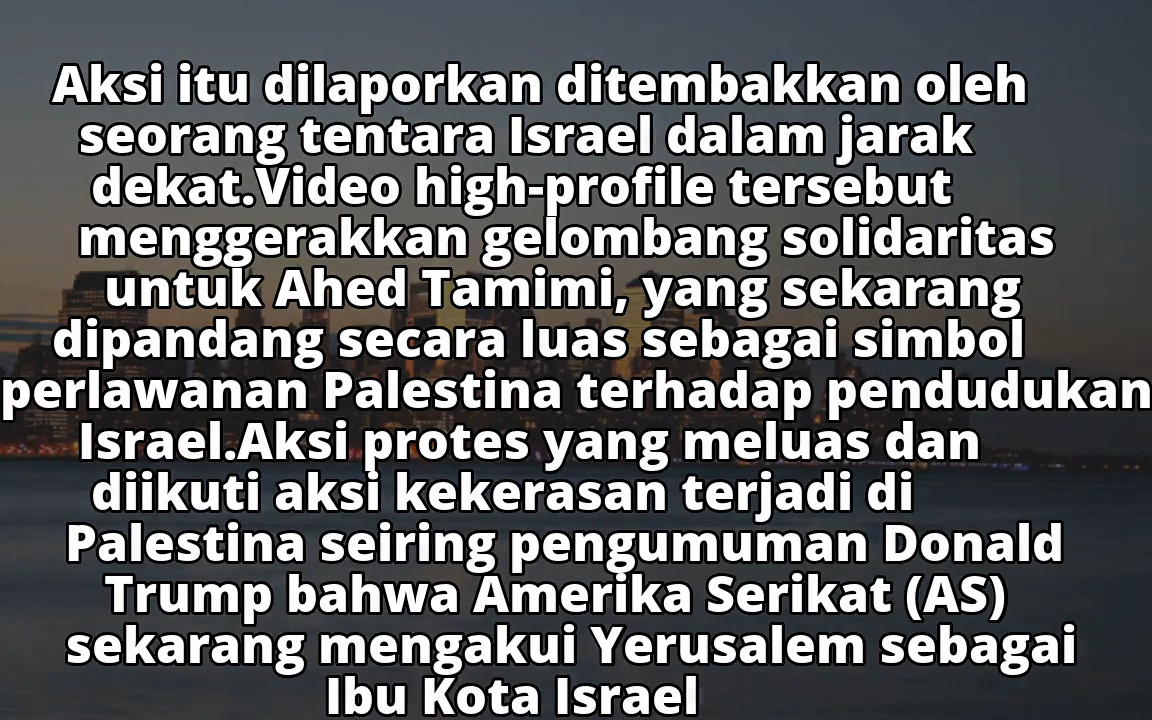 Aksi itu dilaporkan ditembakkan oleh
seorang tentara Israel dalam jarak
dekat.Video high-profile tersebut
menggerakkan gelombang solidaritas
untuk Ahed Tamimi, yang sekarang
dipandang secara luas sebagai simbol
perlawanan Palestina terhadap pendudukan
Israel.Aksi protes yang meluas dan
diikuti aksi kekerasan terjadi di
Palestina seiring pengumuman Donald
Trump bahwa Amerika Serikat (AS)
sekarang mengakui Yerusalem sebagai
Ibu Kota Israel